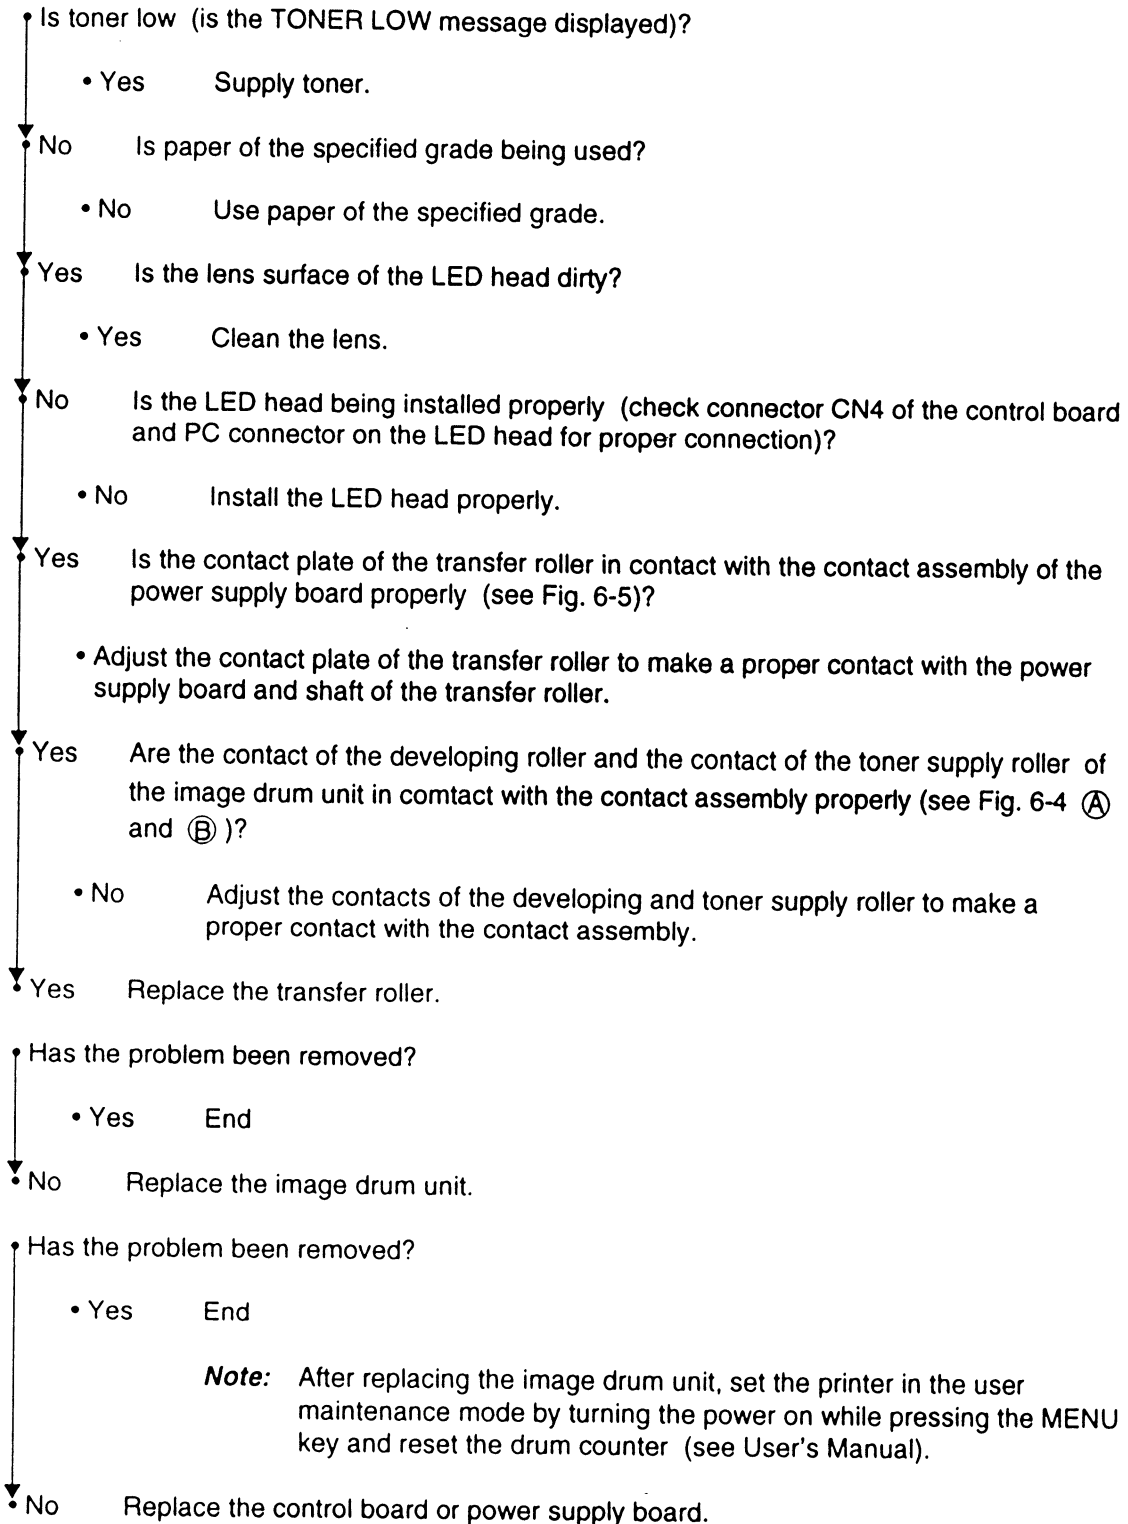 • Is toner low (is the TONER LOW message displayed)?
• Yes Supply toner.
• No Is paper of the specified grade being used?
• No Use paper of the specified grade.
• Yes Is the lens surface of the LED head dirty?
• Yes Clean the lens.
• No Is the LED head being installed properly (check connector CN4 of the control board
and PC connector on the LED head for proper connection)?
• No Install the LED head properly.
• Yes Is the contact plate of the transfer roller in contact with the contact assembly of the
power supply board properly (see Fig. 6-5)?
• Adjust the contact plate of the transfer roller to make a proper contact with the power
supply board and shaft of the transfer roller.
• Yes Are the contact of the developing roller and the contact of the toner supply roller of
the image drum unit in comtact with the contact assembly properly (see Fig. 6-4 Ⓐ
and Ⓑ )?
• No Adjust the contacts of the developing and toner supply roller to make a
proper contact with the contact assembly.
• Yes Replace the transfer roller.
• Has the problem been removed?
• Yes End
• No Replace the image drum unit.
• Has the problem been removed?
• Yes End
Note: After replacing the image drum unit, set the printer in the user
maintenance mode by turning the power on while pressing the MENU
key and reset the drum counter (see User's Manual).
• No Replace the control board or power supply board.